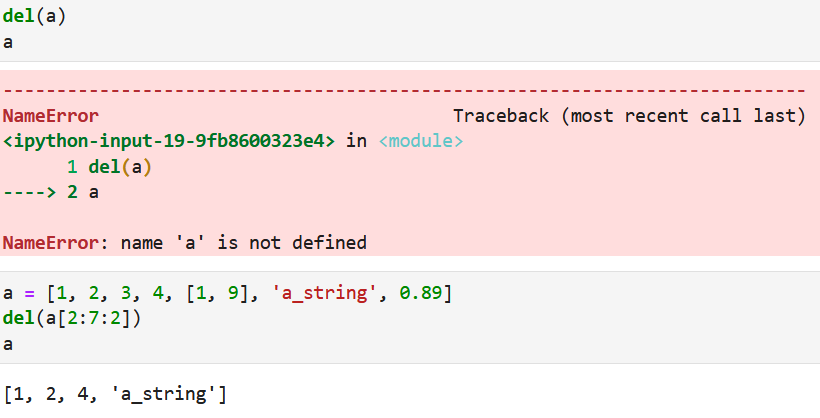 del(a)
a
---------------------------------------------------------------------------
NameError                                 Traceback (most recent call last)
<ipython-input-19-9fb8600323e4> in <module>
      1 del(a)
----> 2 a

NameError: name 'a' is not defined
a = [1, 2, 3, 4, [1, 9], 'a_string', 0.89]
del(a[2:7:2])
a
[1, 2, 4, 'a_string']